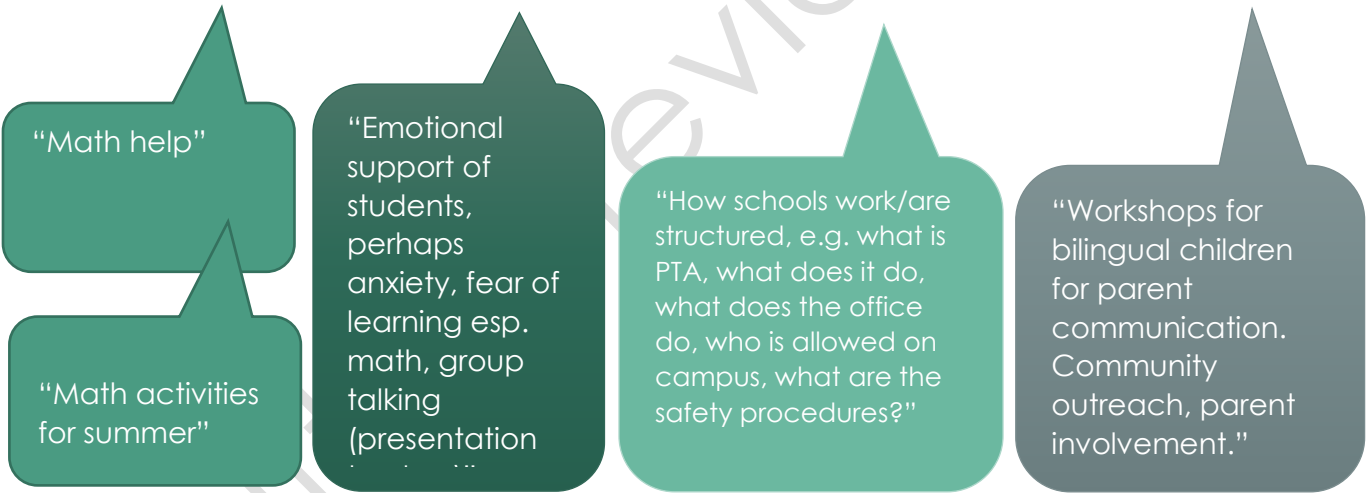 “Math help”
“Math activities
for summer”
“Emotional
support of
students,
perhaps
anxiety, fear of
learning esp.
math, group
talking
(presentation
“How schools work/are
structured, e.g. what is
PTA, what does it do,
what does the office
do, who is allowed on
campus, what are the
safety procedures?”
“Workshops for
bilingual children
for parent
communication.
Community
outreach, parent
involvement.”